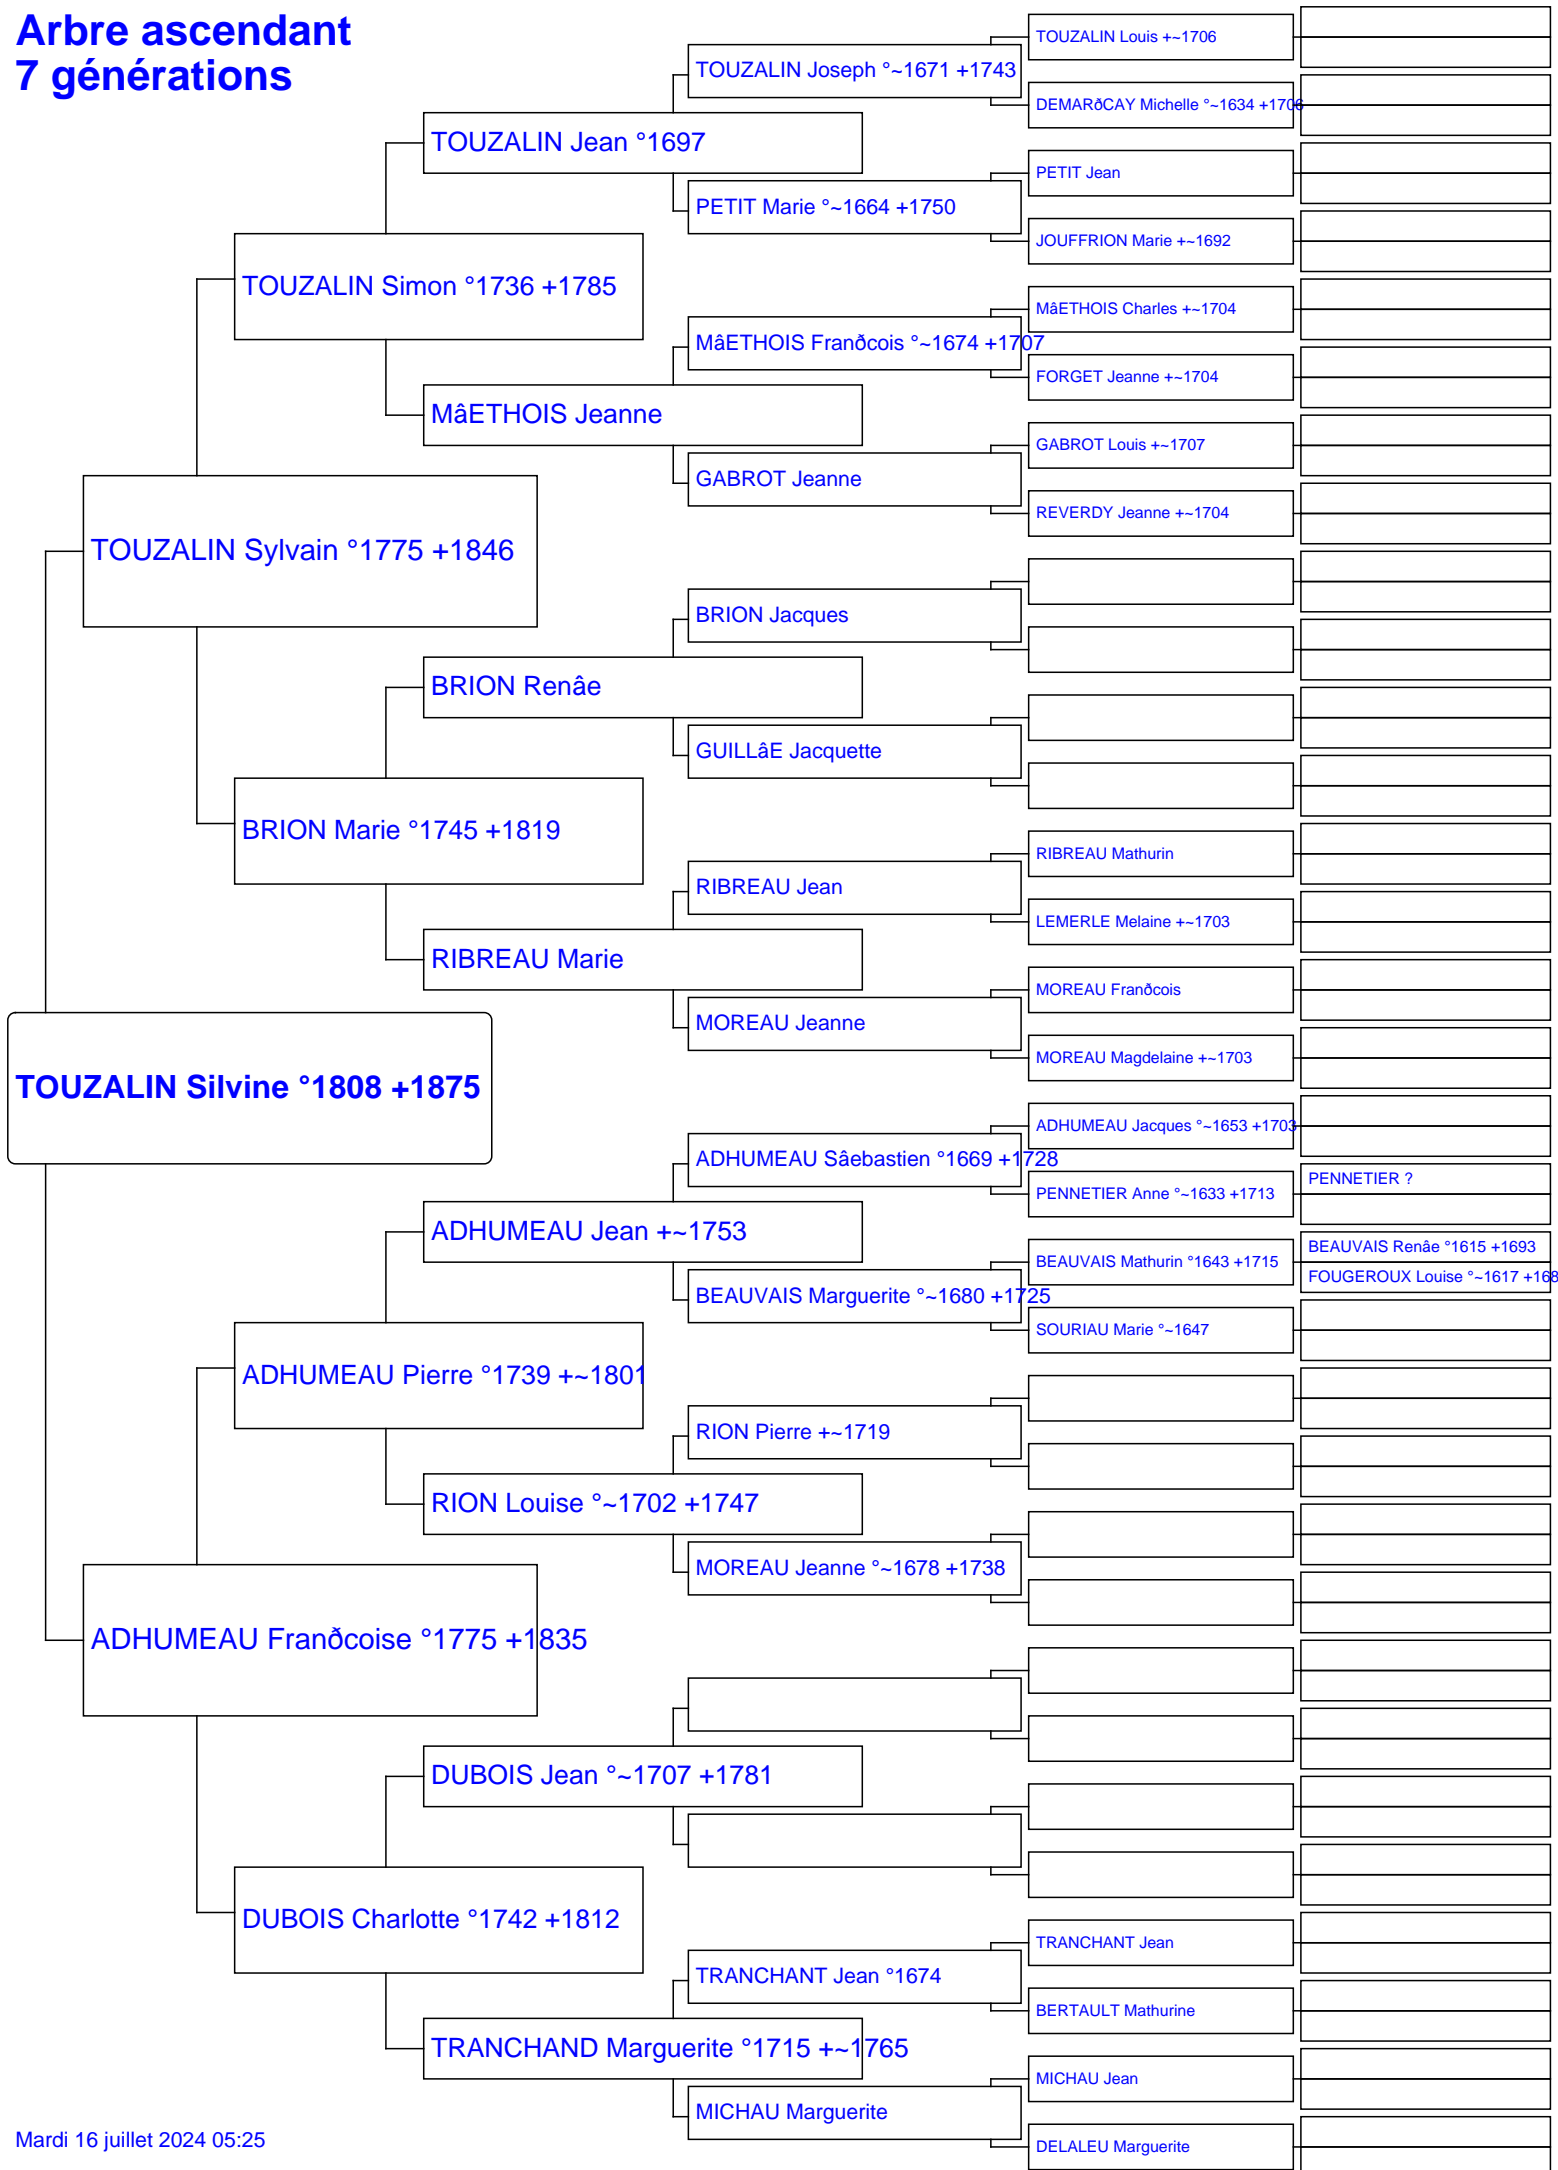 Arbre ascendant
7 générations
TOUZALIN Louis +~1706
TOUZALIN Joseph °~1671 +1743
DEMARðCAY Michelle °~1634 +1706
TOUZALIN Jean °1697
PETIT Jean
PETIT Marie °~1664 +1750
JOUFFRION Marie +~1692
TOUZALIN Simon °1736 +1785
MâETHOIS Charles +~1704
MâETHOIS Franðcois °~1674 +1707
FORGET Jeanne +~1704
MâETHOIS Jeanne
GABROT Louis +~1707
GABROT Jeanne
REVERDY Jeanne +~1704
TOUZALIN Sylvain °1775 +1846
BRION Jacques
BRION Renâe
GUILLâE Jacquette
BRION Marie °1745 +1819
RIBREAU Mathurin
RIBREAU Jean
LEMERLE Melaine +~1703
RIBREAU Marie
MOREAU Franðcois
MOREAU Jeanne
MOREAU Magdelaine +~1703
TOUZALIN Silvine °1808 +1875
ADHUMEAU Jacques °~1653 +1703
ADHUMEAU Sâebastien °1669 +1728
PENNETIER ?
PENNETIER Anne °~1633 +1713
ADHUMEAU Jean +~1753
BEAUVAIS Renâe °1615 +1693
BEAUVAIS Mathurin °1643 +1715
FOUGEROUX Louise °~1617 +168
BEAUVAIS Marguerite °~1680 +1725
SOURIAU Marie °~1647
ADHUMEAU Pierre °1739 +~1801
RION Pierre +~1719
RION Louise °~1702 +1747
MOREAU Jeanne °~1678 +1738
ADHUMEAU Franðcoise °1775 +1835
DUBOIS Jean °~1707 +1781
DUBOIS Charlotte °1742 +1812
TRANCHANT Jean
TRANCHANT Jean °1674
BERTAULT Mathurine
TRANCHAND Marguerite °1715 +~1765
MICHAU Jean
MICHAU Marguerite
DELALEU Marguerite
Mardi 16 juillet 2024 05:25